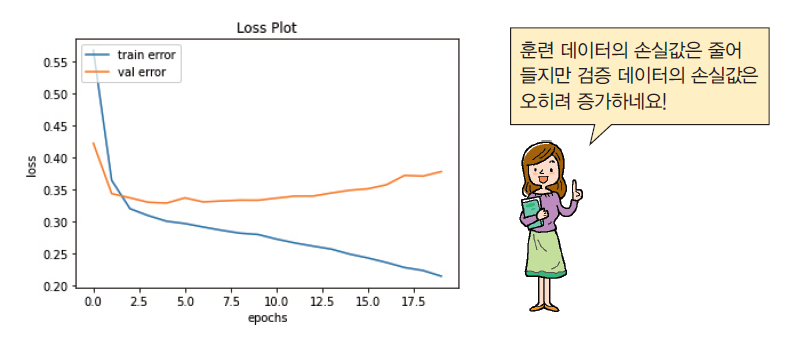 Loss Plot
train error
val error
0.55
0.50
0.45
0.40
0.35
0.30
0.25
0.20
loss
0.0
2.5
5.0
7.5
10.0
12.5
15.0
17.5
epochs
훈련 데이터의 손실값은 줄어
들지만 검증 데이터의 손실값은
오히려 증가하네요!